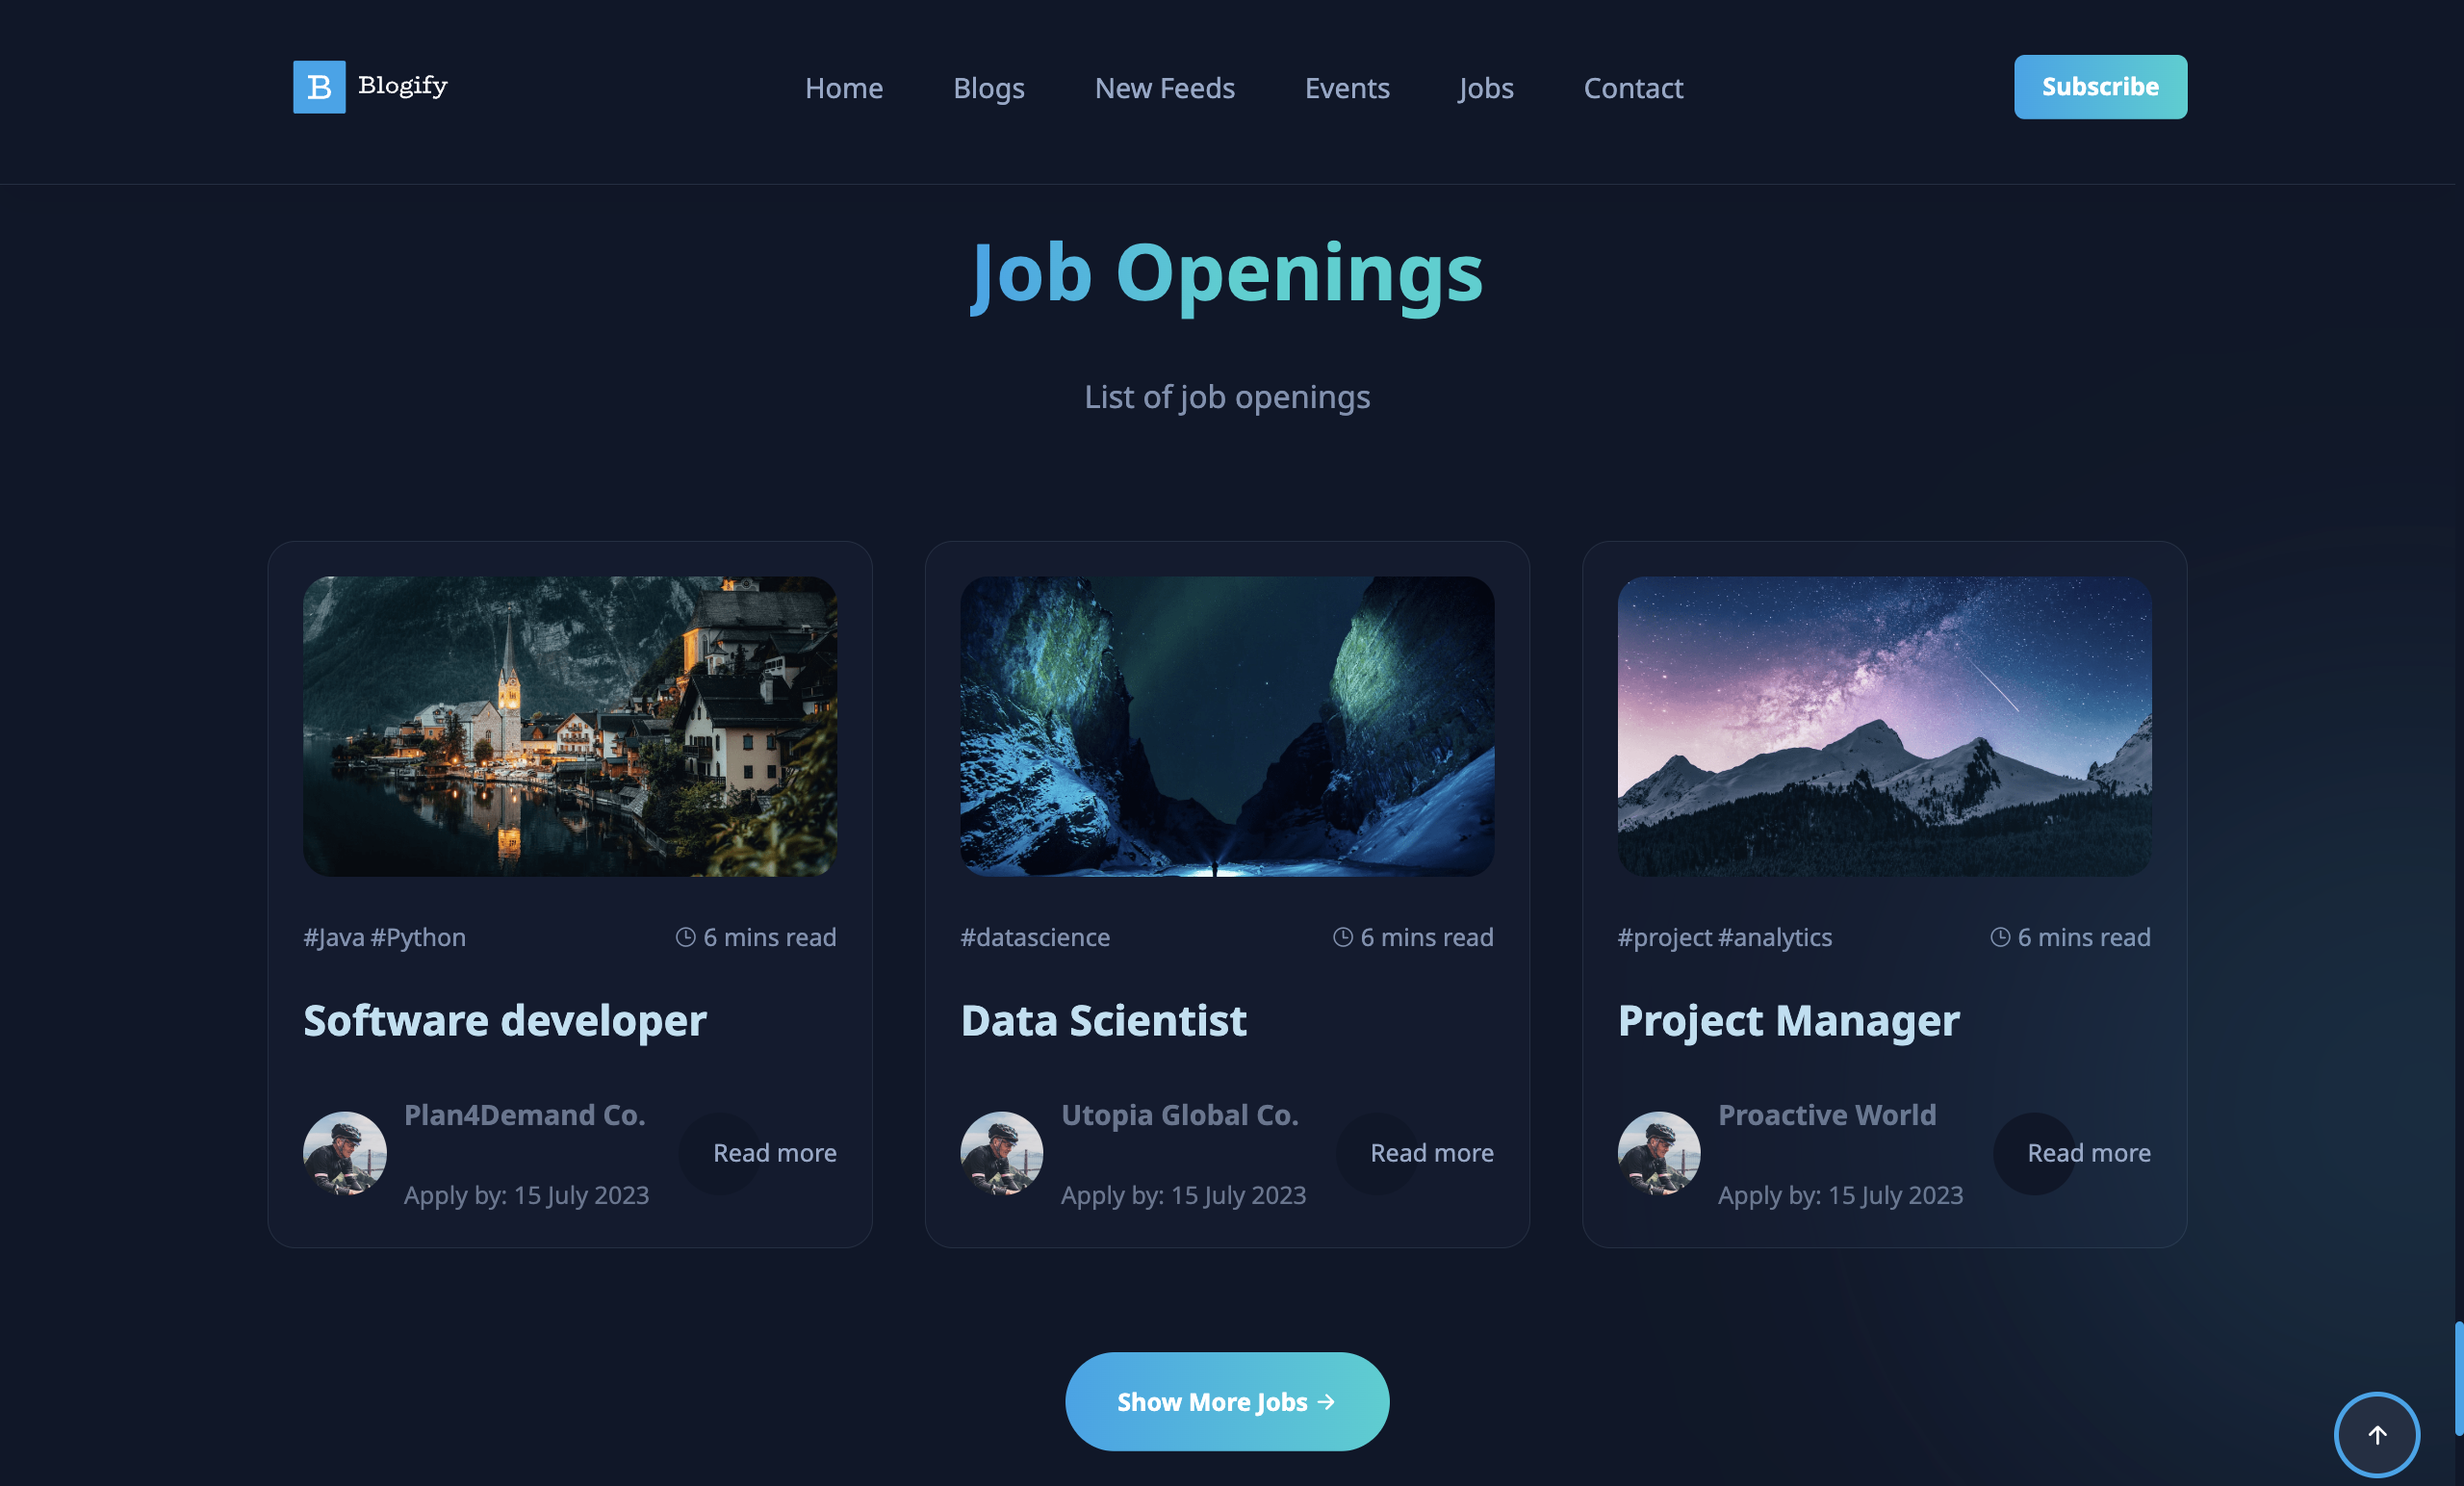 B Blogify
Home Blogs New Feeds Events Jobs Contact
Subscribe
Job Openings
List of job openings
#Java #Python 6 mins read
Software developer
Plan4Demand Co.
Read more
Apply by: 15 July 2023
#datascience 6 mins read
Data Scientist
Utopia Global Co.
Read more
Apply by: 15 July 2023
#project #analytics 6 mins read
Project Manager
Proactive World
Read more
Apply by: 15 July 2023
Show More Jobs